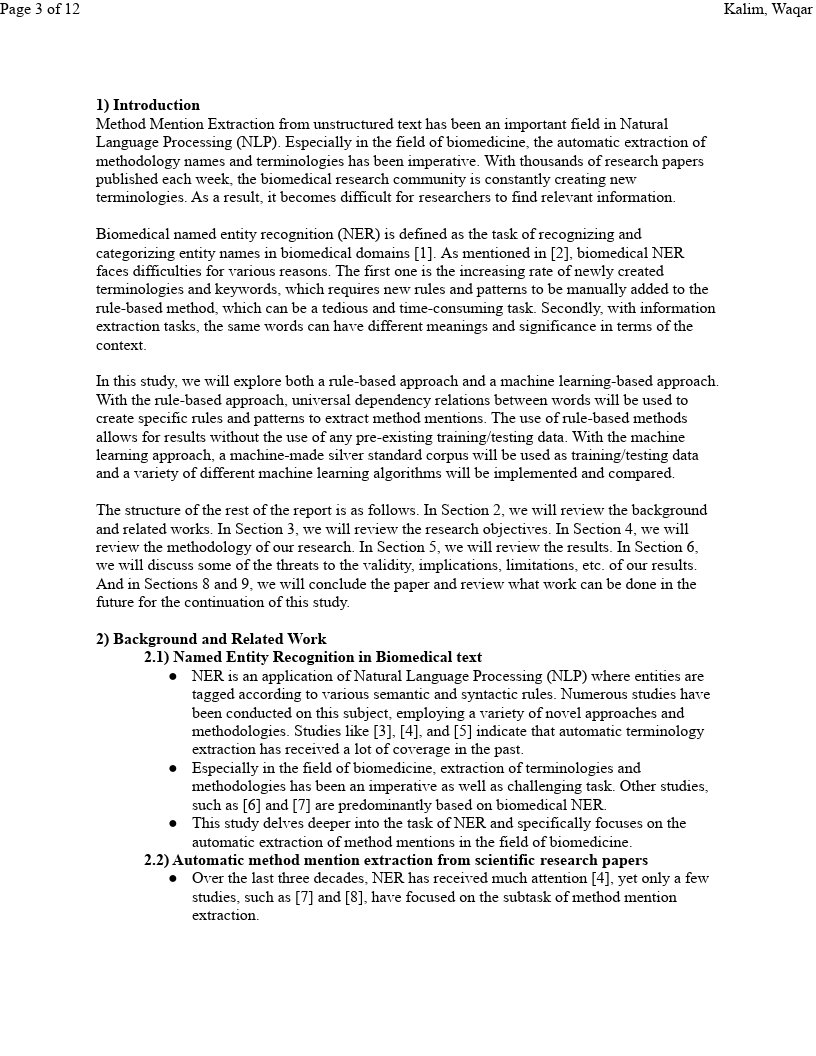 Page 3 of 12
Kalim, Waqar
1) Introduction
Method Mention Extraction from unstructured text has been an important field in Natural
Language Processing (NLP). Especially in the field of biomedicine, the automatic extraction of
methodology names and terminologies has been imperative. With thousands of research papers
published each week, the biomedical research community is constantly creating new
terminologies. As a result, it becomes difficult for researchers to find relevant information.
Biomedical named entity recognition (NER) is defined as the task of recognizing and
categorizing entity names in biomedical domains [1]. As mentioned in [2], biomedical NER
faces difficulties for various reasons. The first one is the increasing rate of newly created
terminologies and keywords, which requires new rules and patterns to be manually added to the
rule-based method, which can be a tedious and time-consuming task. Secondly, with information
extraction tasks, the same words can have different meanings and significance in terms of the
context.
In this study, we will explore both a rule-based approach and a machine learning-based approach.
With the rule-based approach, universal dependency relations between words will be used to
create specific rules and patterns to extract method mentions. The use of rule-based methods
allows for results without the use of any pre-existing training/testing data. With the machine
learning approach, a machine-made silver standard corpus will be used as training/testing data
and a variety of different machine learning algorithms will be implemented and compared.
The structure of the rest of the report is as follows. In Section 2, we will review the background
and related works. In Section 3, we will review the research objectives. In Section 4, we will
review the methodology of our research. In Section 5, we will review the results. In Section 6,
we will discuss some of the threats to the validity, implications, limitations, etc. of our results.
And in Sections 8 and 9, we will conclude the paper and review what work can be done in the
future for the continuation of this study.
2) Background and Related Work
2.1) Named Entity Recognition in Biomedical text
● NER is an application of Natural Language Processing (NLP) where entities are
tagged according to various semantic and syntactic rules. Numerous studies have
been conducted on this subject, employing a variety of novel approaches and
methodologies. Studies like [3], [4], and [5] indicate that automatic terminology
extraction has received a lot of coverage in the past.
● Especially in the field of biomedicine, extraction of terminologies and
methodologies has been an imperative as well as challenging task. Other studies,
such as [6] and [7] are predominantly based on biomedical NER.
● This study delves deeper into the task of NER and specifically focuses on the
automatic extraction of method mentions in the field of biomedicine.
2.2) Automatic method mention extraction from scientific research papers
● Over the last three decades, NER has received much attention [4], yet only a few
studies, such as [7] and [8], have focused on the subtask of method mention
extraction.